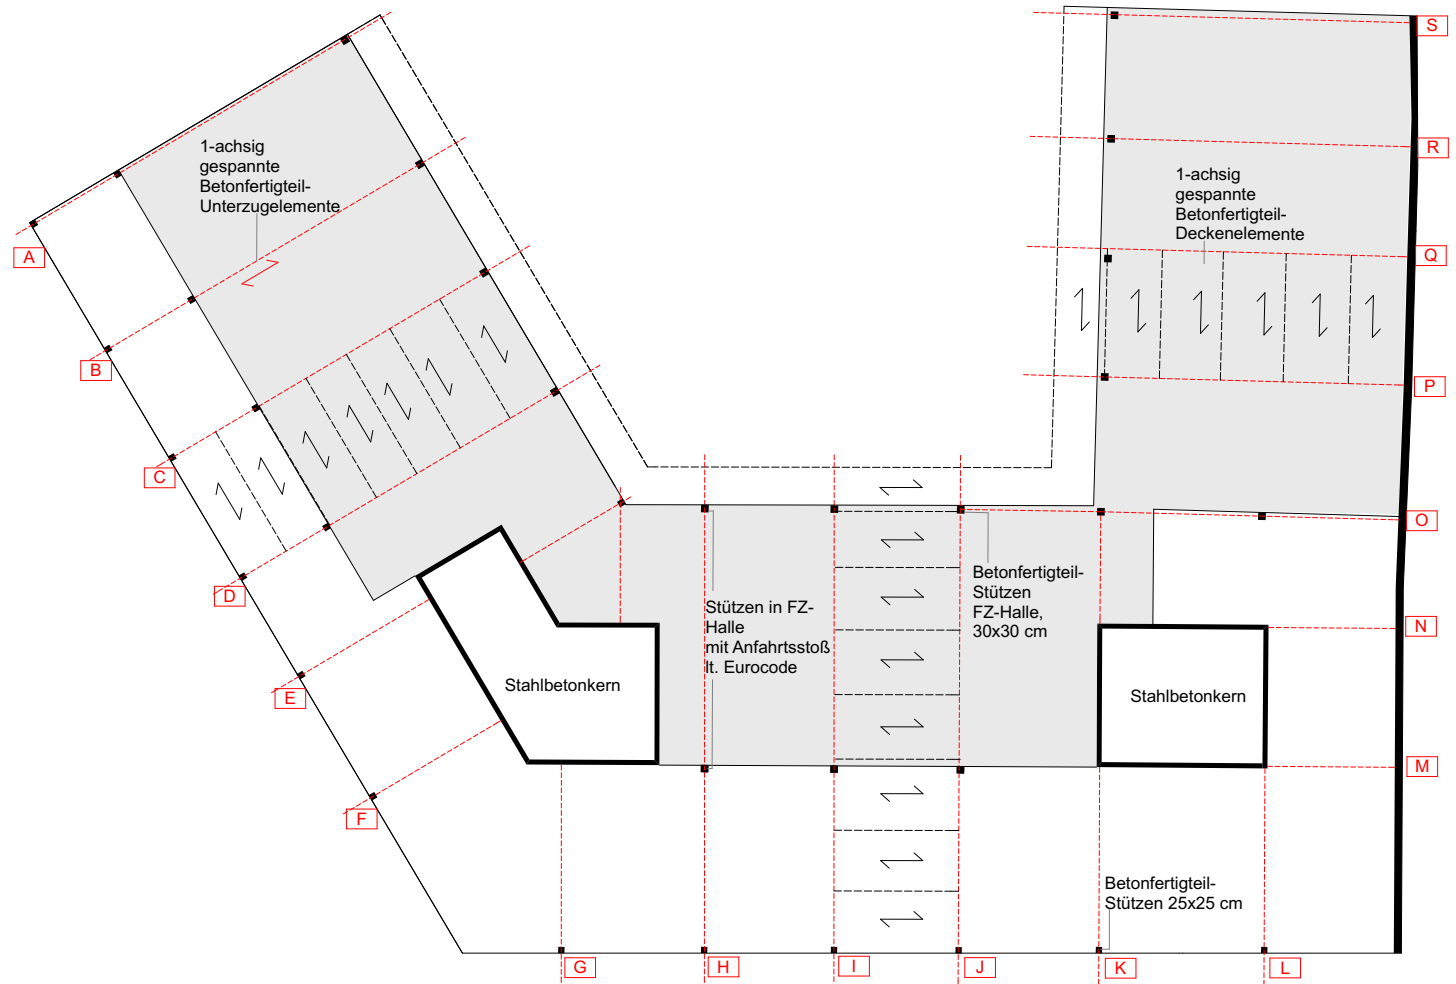 S
1-achsig
gespannte
Betonfertigteil-
Unterzugelemente
R
1-achsig
gespannte
Betonfertigteil-
Deckenelemente
A
Q
B
P
C
O
Betonfertigteil-
Stützen
FZ-Halle,
30x30 cm
D
Stützen in FZ-
Halle
mit Anfahrtsstoß
lt. Eurocode
N
E
Stahlbetonkern
Stahlbetonkern
M
F
Betonfertigteil-
Stützen 25x25 cm
G
H
I
J
K
L